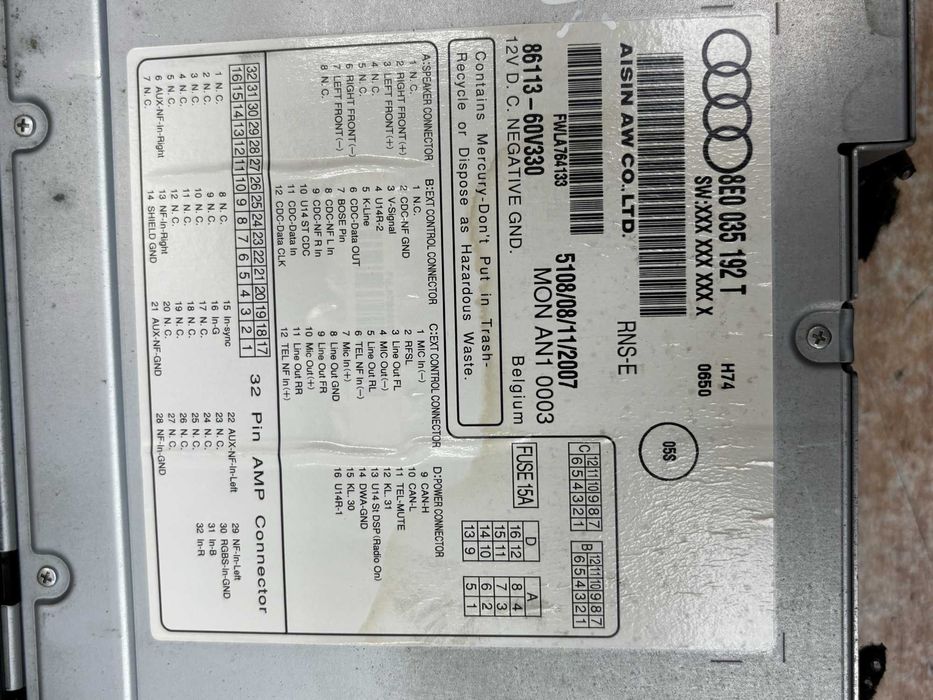 8E0 035 192 T
SW:XXX XXX XXX X
H74
0650
AISIN AW CO.,LTD.
RNS-E
05S
FWLA764133
5108/08/11/2007
86113-60V330
MON AN1 0003
12V D. C. NEGATIVE GND.
Belgium
Contains Mercury-Don't Put in Trash-
Recycle or Dispose as Hazardous Waste.
FUSE15A
C
12 11 10 9 8 7
6 5 4 3 2 1
B
12 11 10 9 8 7
6 5 4 3 2 1
D
16 12
15 11
14 10
13 9
A
8 4
7 3
6 2
5 1
A:SPEAKER CONNECTOR
1 N. C.
2 RIGHT FRONT(+)
3 LEFT FRONT(+)
4 N. C.
5 N. C.
6 RIGHT FRONT(-)
7 LEFT FRONT(-)
8 N. C.
B:EXT CONTROL CONNECTOR
1 N. C.
2 CDC-NF GND
3 V-Signal
4 U14R-2
5 K-Line
6 CDC-Data OUT
7 BOSE Pin
8 CDC-NF L In
9 CDC-NF R In
10 U14 ST CDC
11 CDC-Data In
12 CDC-Data CLK
C:EXT CONTROL CONNECTOR
1 MIC In(-)
2 RFSL
3 Line Out FL
4 MIC Out(-)
5 Line Out RL
6 TEL NF In(-)
7 Mic In(+)
8 Line Out GND
9 Line Out FR
10 Mic Out(+)
11 Line Out RR
12 TEL NF In(+)
D:POWER CONNECTOR
9 CAN-H
10 CAN-L
11 TEL-MUTE
12 KL. 31
13 U14 St DSP(Radio On)
14 DWA-GND
15 KL. 30
16 U14R-1
32 31 30 29 28 27 26 25 24 23 22 21 20 19 18 17
16 15 14 13 12 11 10 9 8 7 6 5 4 3 2 1
32 Pin AMP Connector
1 N. C.
2 N. C.
3 N. C.
4 N. C.
5 N. C.
6 AUX-NF-In-Right
7 N. C.
8 N. C.
9 N. C.
10 N. C.
11 N. C.
12 N. C.
13 NF-In-Right
14 SHIELD GND
15 In-sync
16 In-G
17 N. C.
18 N. C.
19 N. C.
20 N. C.
21 AUX-NF-GND
22 AUX-NF-In-Left
23 N. C.
24 N. C.
25 N. C.
26 N. C.
27 N. C.
28 NF-In-GND
29 NF-In-Left
30 RGBS-In-GND
31 In-B
32 In-R